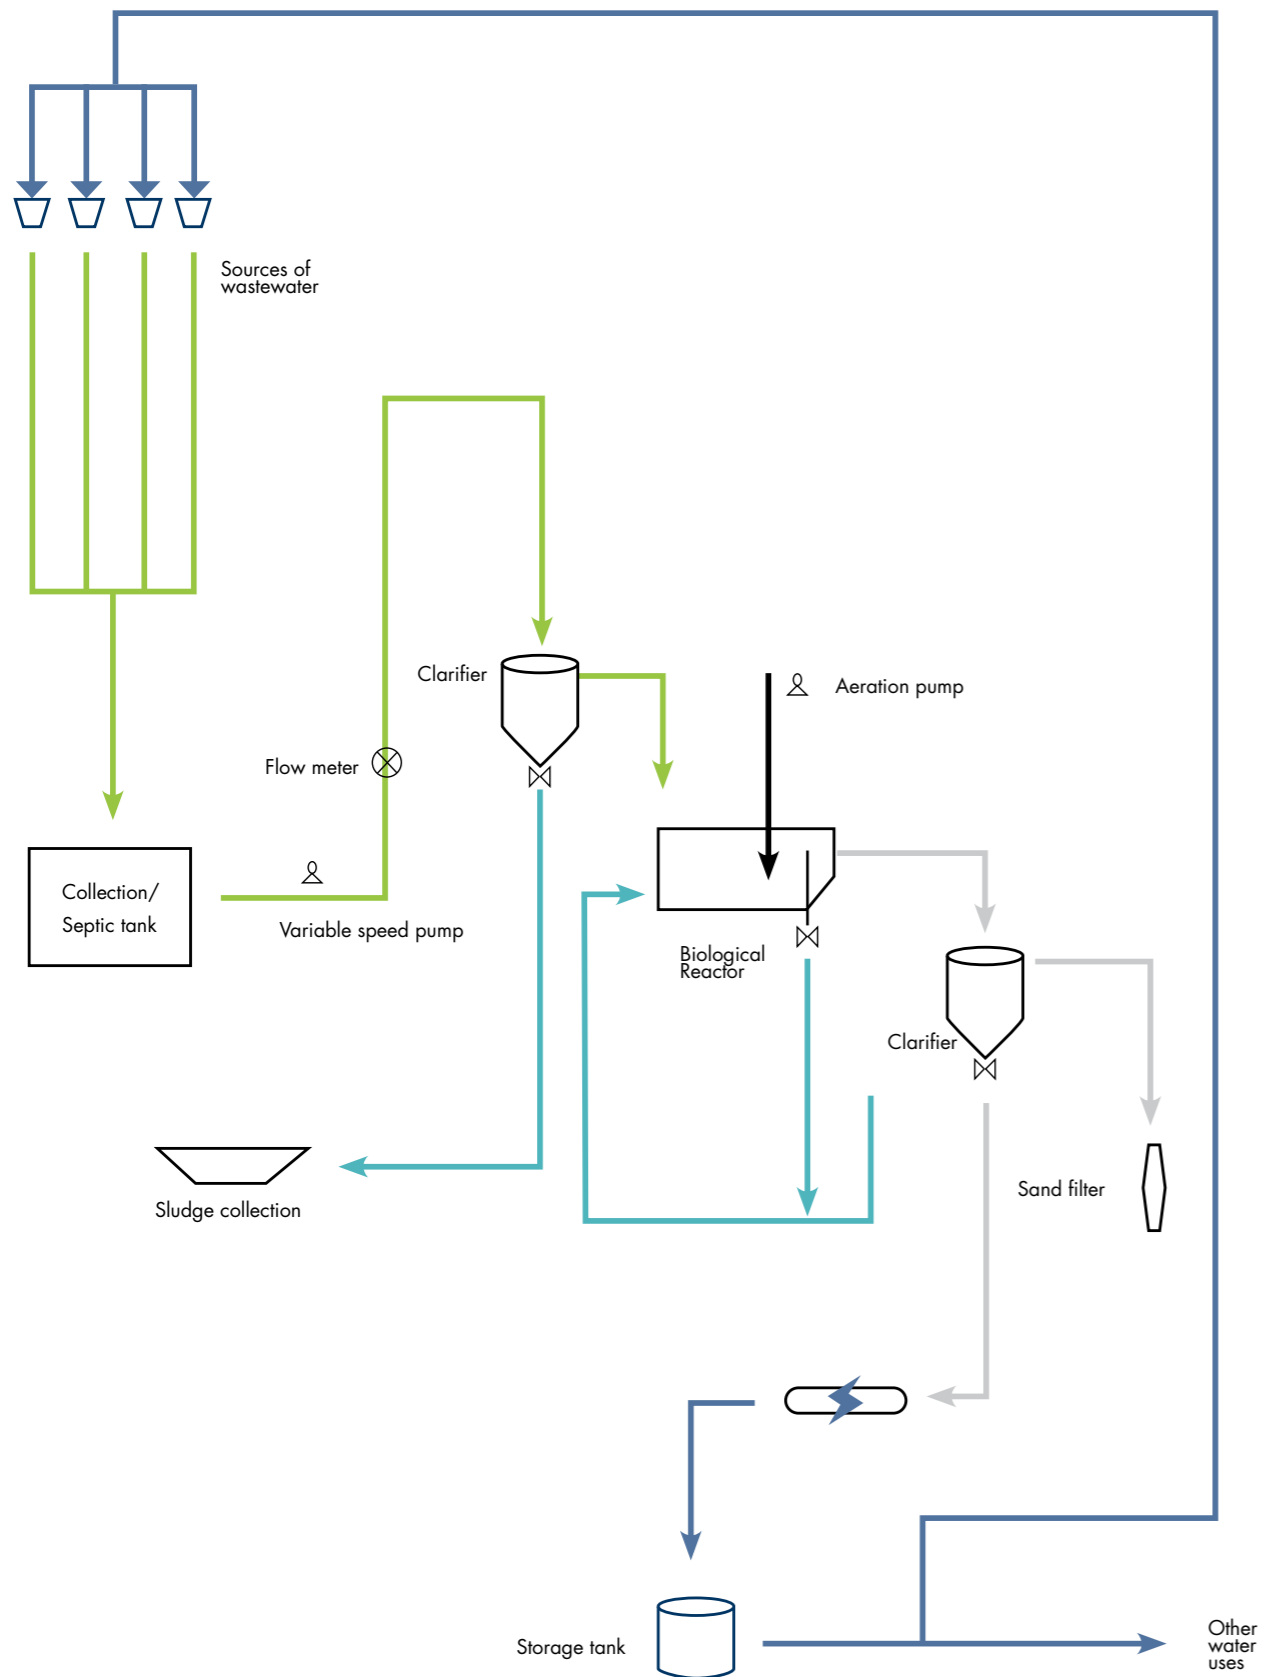 Sources of
wastewater
Clarifier
Aeration pump
Flow meter
Collection/
Septic tank
Variable speed pump
Biological
Reactor
Clarifier
Sludge collection
Sand filter
Storage tank
Other
water
uses